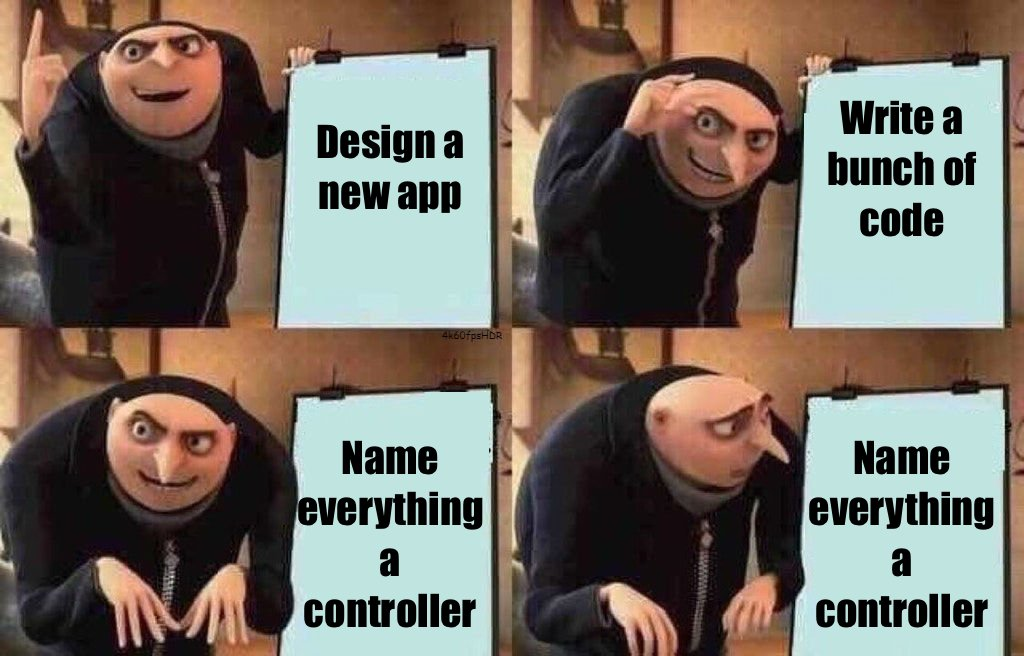 Design a
new app
Write a
bunch of
code
4k60fpsHDR
Name
everything
a
controller
Name
everything
a
controller